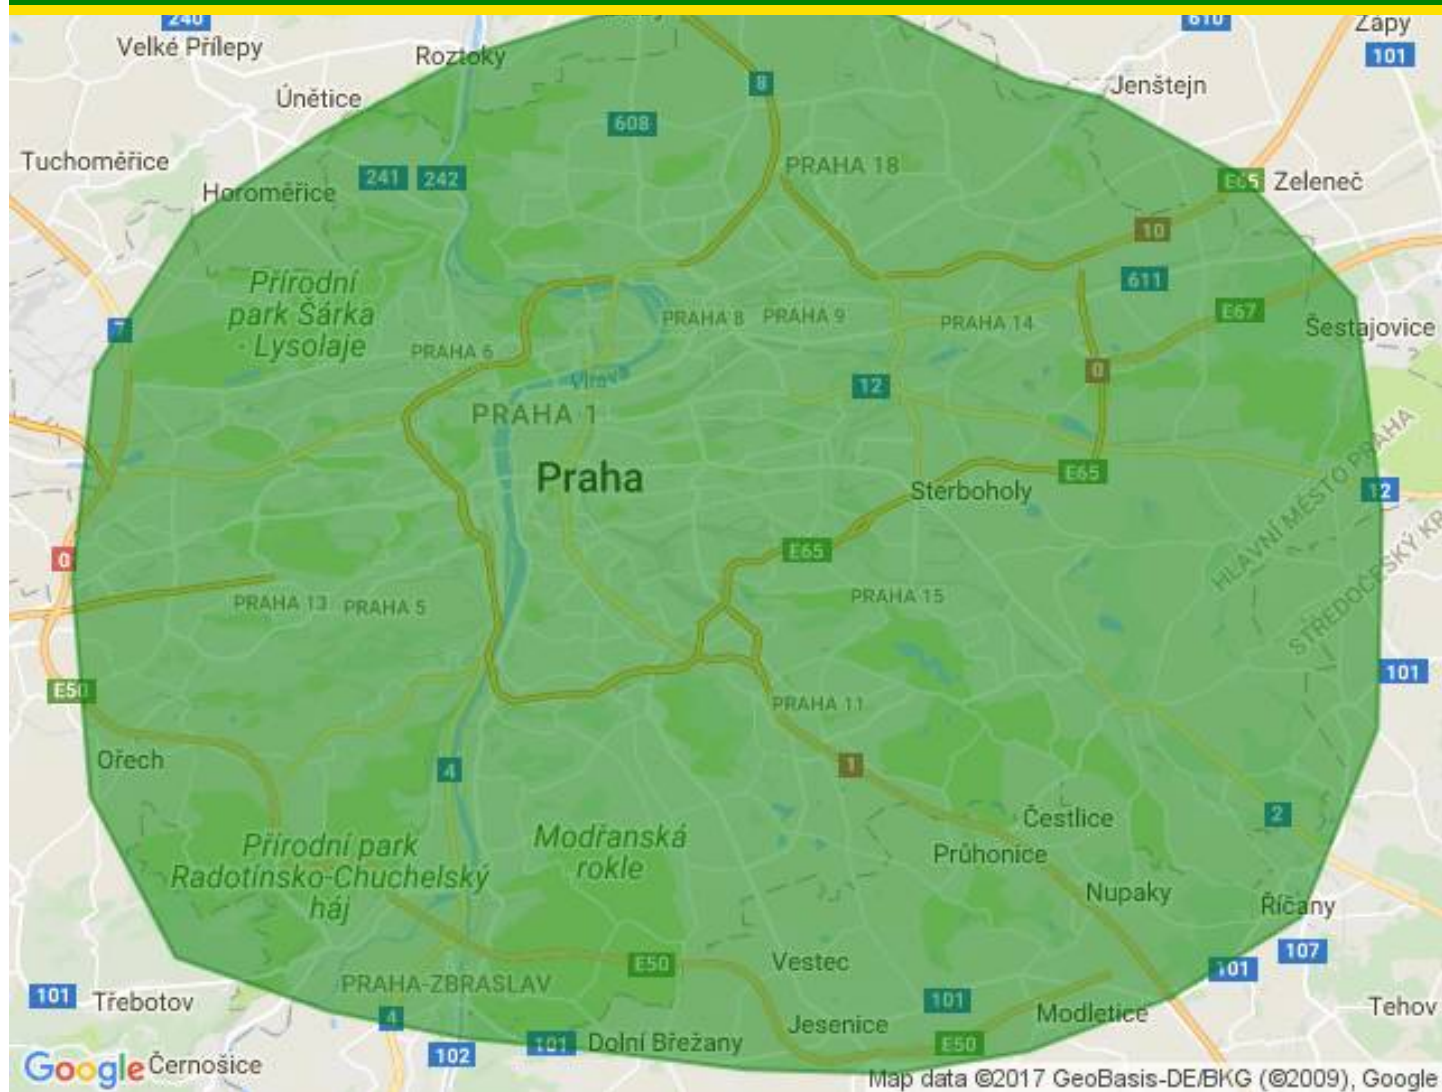 240
610
Zápy
Velké Přílepy
Roztoky
101
8
Jenštejn
Únětice
608
Tuchoměřice
PRAHA 18
241
242
E65
Zeleneč
Horoměřice
10
Přírodní
park Šárka
- Lysolaje
611
E67
7
PRAHA 8
PRAHA 9
PRAHA 14
Šestajovice
PRAHA 6
0
Vltava
12
PRAHA 1
HLAVNÍ MĚSTO PRAHA
Praha
E65
Sterboholy
12
STŘEDOČESKÝ KR
0
E65
PRAHA 13
PRAHA 5
PRAHA 15
101
E50
PRAHA 11
Ořech
4
1
2
Čestlice
Přírodní park
Radotínsko-Chuchelský
háj
Modřanská
rokle
Průhonice
Nupaky
Říčany
107
E50
Vestec
101
PRAHA-ZBRASLAV
101
Třebotov
101
Tehov
4
Jesenice
Modletice
102
101
Dolní Břežany
E50
Google
Černošice
Map data ©2017 GeoBasis-DE/BKG (©2009), Google